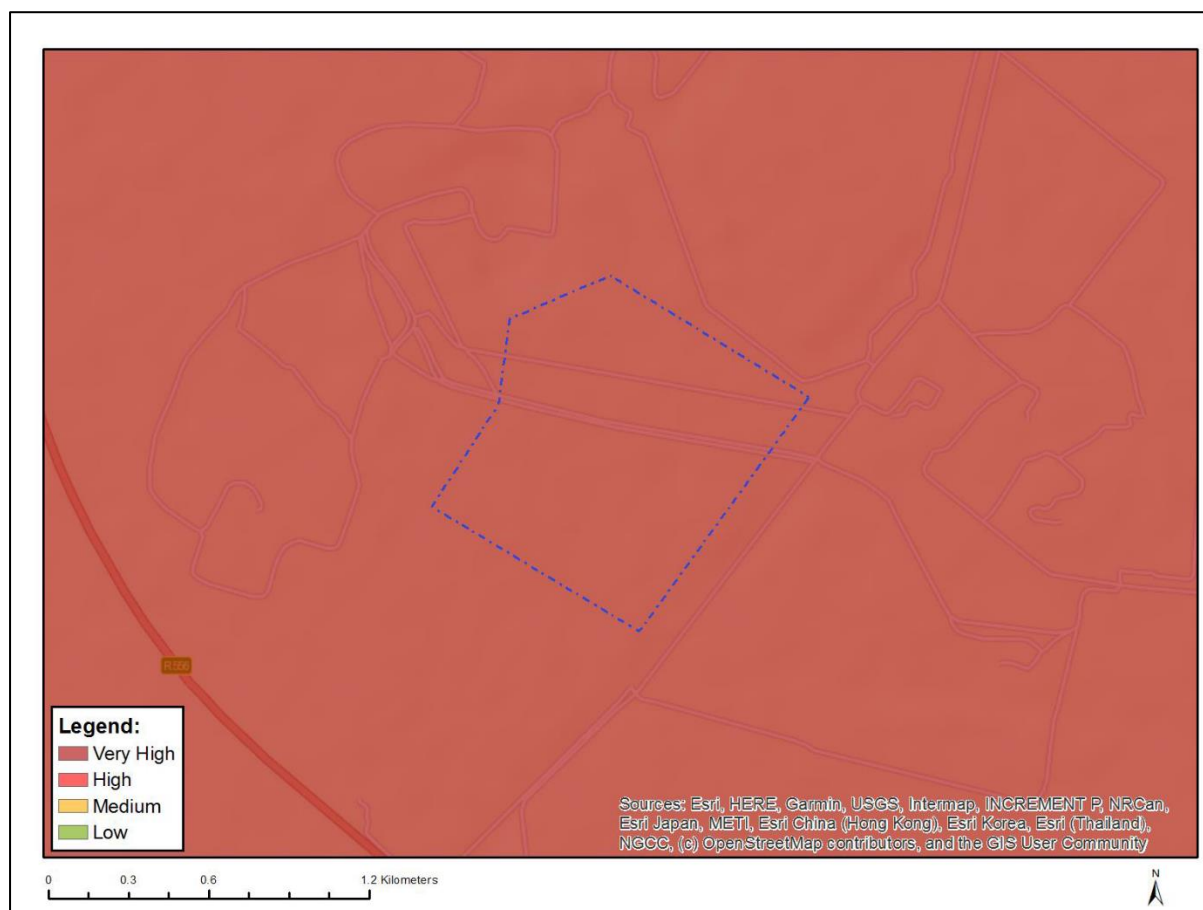 R 556
Legend:
Very High
High
Medium
Low
Sources: Esri, HERE, Garmin, USGS, Intermap, INCREMENT P, NRCan,
Esri Japan, METI, Esri China (Hong Kong), Esri Korea, Esri (Thailand),
NGCC, (c) OpenStreetMap contributors, and the GIS User Community
0 0.3 0.6 1.2 Kilometers
N